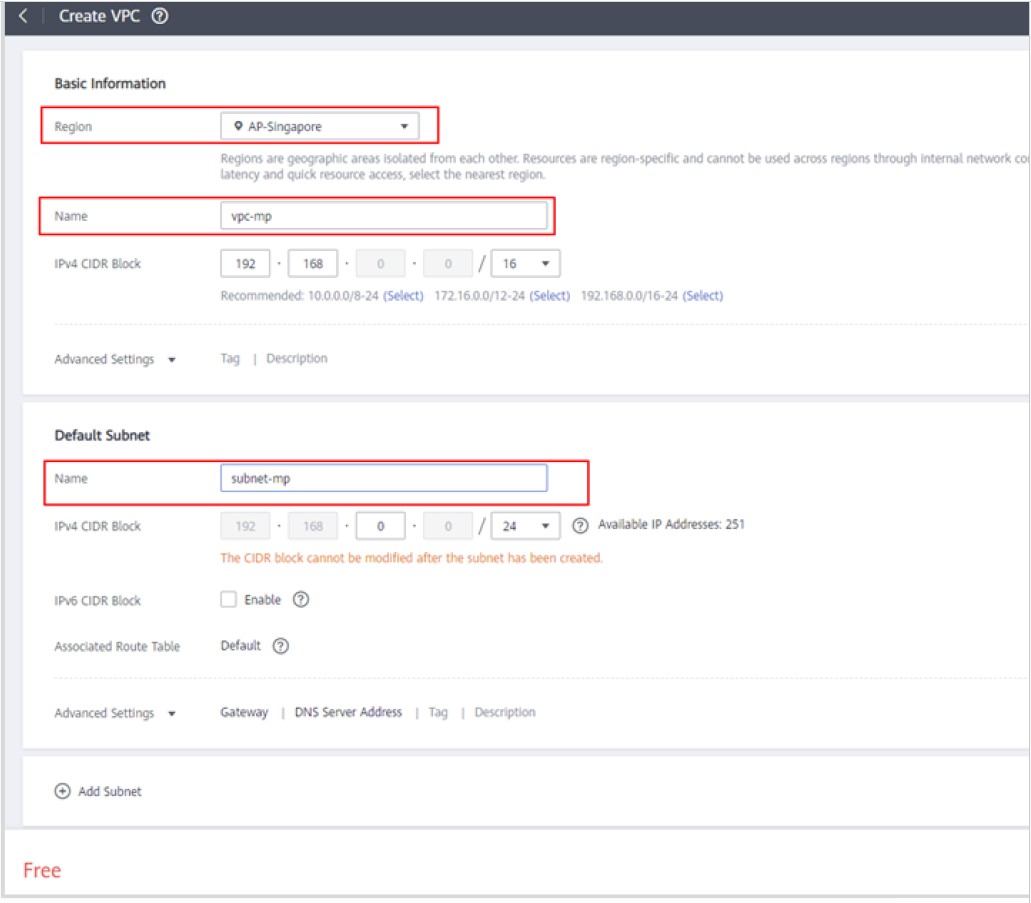 Create VPC ?
Basic Information
Region AP-Singapore
Regions are geographic areas isolated from each other. Resources are region-specific and cannot be used across regions through internal network
latency and quick resource access, select the nearest region.
Name vpc-mp
IPv4 CIDR Block 192 · 168 · 0 · 0 / 16
Recommended: 10.0.0.0/8-24 (Select) 172.16.0.0/12-24 (Select) 192.168.0.0/16-24 (Select)
Advanced Settings Tag | Description
Default Subnet
Name subnet-mp
IPv4 CIDR Block 192 · 168 · 0 · 0 / 24 ? Available IP Addresses: 251
The CIDR block cannot be modified after the subnet has been created.
IPv6 CIDR Block Enable ?
Associated Route Table Default ?
Advanced Settings Gateway | DNS Server Address | Tag | Description
Add Subnet
Free